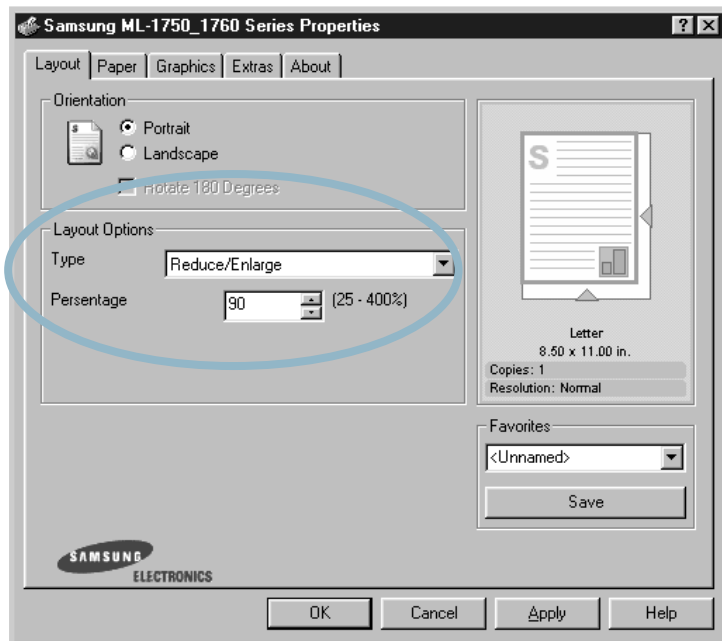 Samsung ML-1750_1760 Series Properties
Layout Paper Graphics Extras About
Orientation
Portrait
Landscape
Rotate 180 Degrees
Layout Options
Type Reduce/Enlarge
Persentage 90 (25 - 400%)
S
S
Letter
8.50 x 11.00 in.
Copies: 1
Resolution: Normal
Favorites
<Unnamed>
Save
SAMSUNG
ELECTRONICS
OK Cancel Apply Help